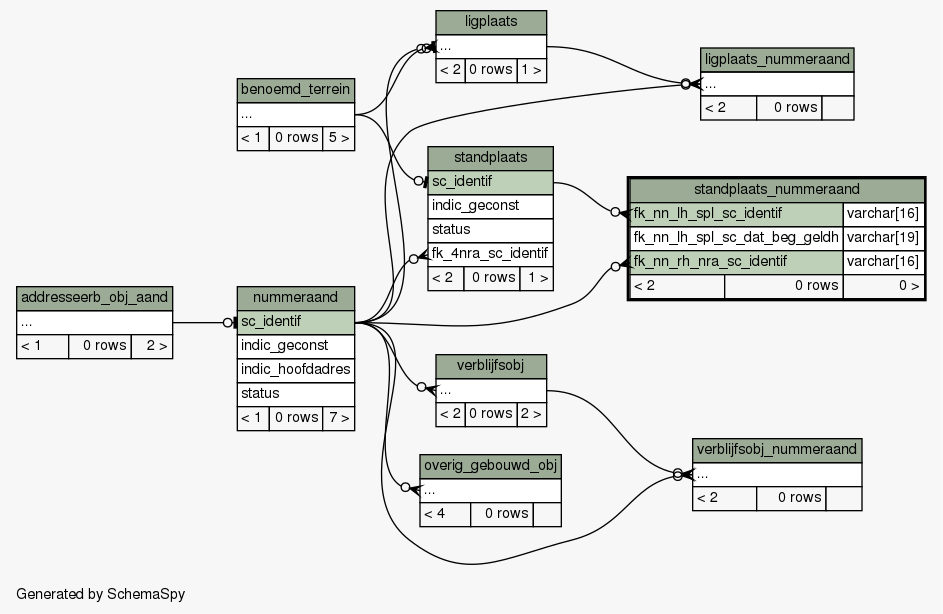 ligplaats
...
< 2 0 rows 1 >
ligplaats_nummeraand
...
< 2 0 rows
benoemd_terrein
...
< 1 0 rows 5 >
standplaats
sc_identif
indic_geconst
status
fk_4nra_sc_identif
< 2 0 rows 1 >
standplaats_nummeraand
fk_nn_lh_spl_sc_identif varchar[16]
fk_nn_lh_spl_sc_dat_beg_geldh varchar[19]
fk_nn_rh_nra_sc_identif varchar[16]
< 2 0 rows 0 >
addresseerb_obj_aand
...
< 1 0 rows 2 >
nummeraand
sc_identif
indic_geconst
indic_hoofdadres
status
< 1 0 rows 7 >
verblijfsobj
...
< 2 0 rows 2 >
verblijfsobj_nummeraand
...
< 2 0 rows
overig_gebouwd_obj
...
< 4 0 rows
Generated by SchemaSpy